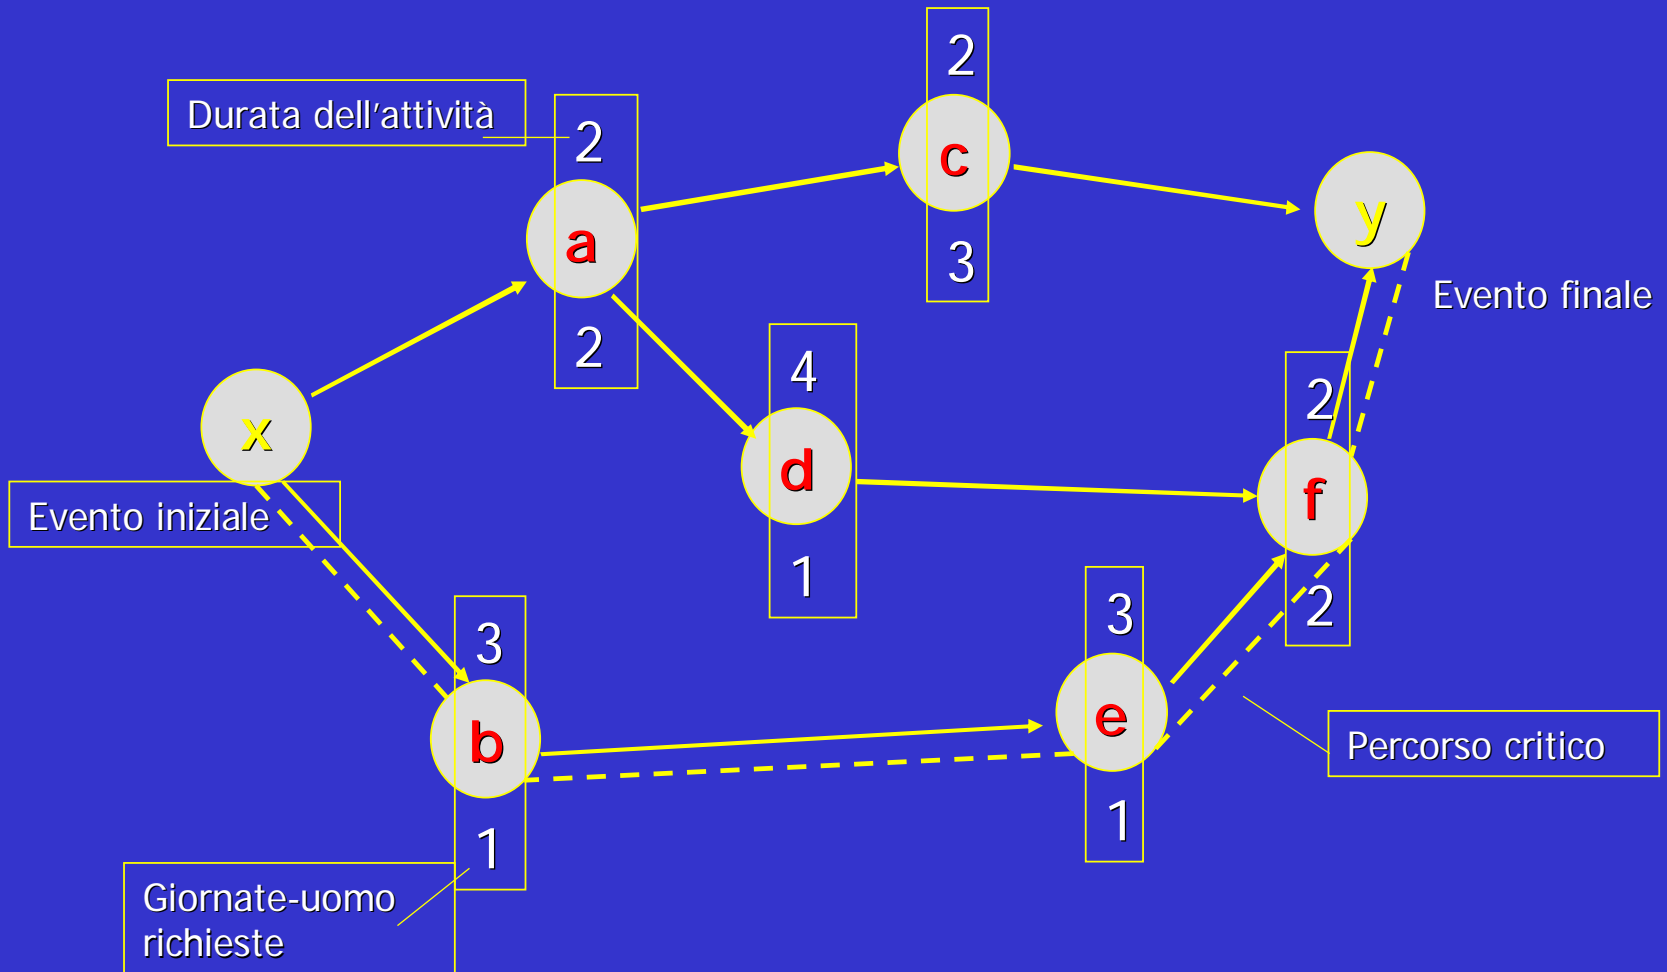 2
Durata dell'attività
2
c
a
y
3
Evento finale
2
4
2
x
d
f
Evento iniziale
1
2
3
3
b
e
Percorso critico
1
1
Giornate-uomo
richieste